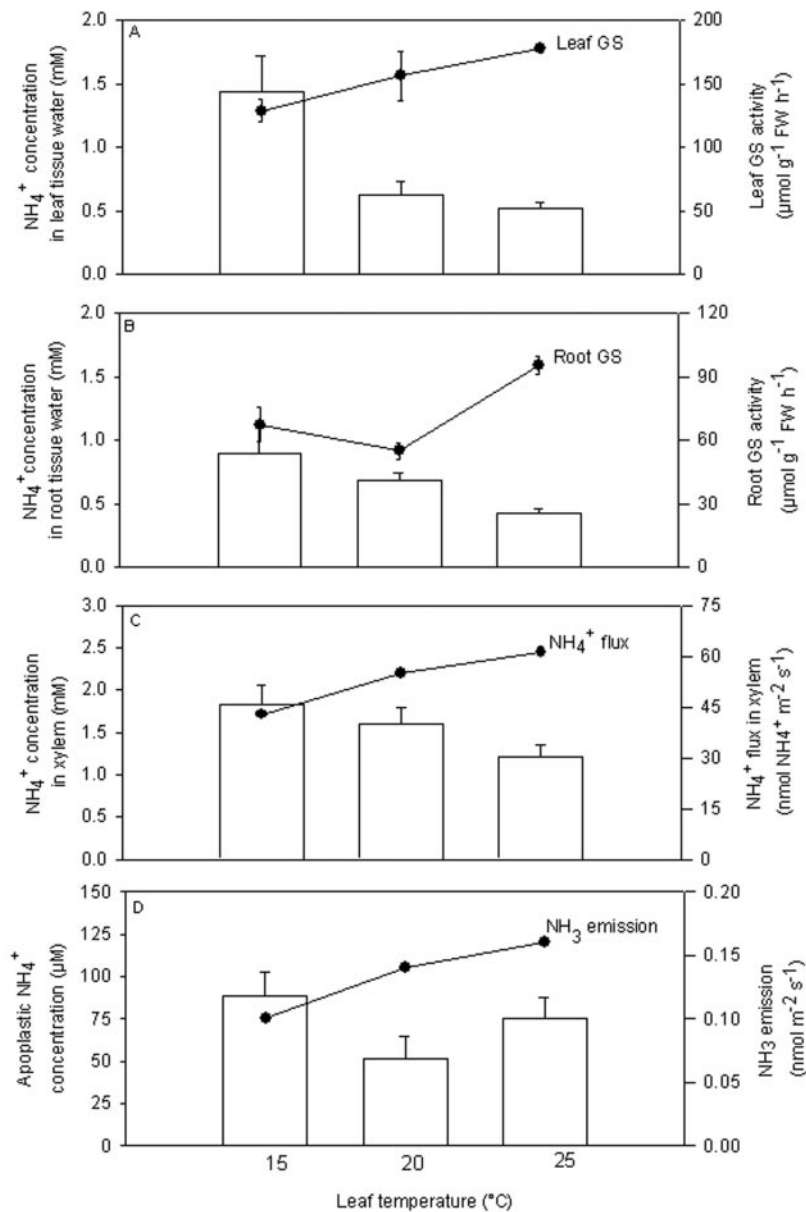 A
Leaf GS
2.0
1.5
1.0
0.5
0.0
NH₄⁺ concentration
in leaf tissue water (mM)
200
150
100
50
0
Leaf GS activity
(µmol g⁻¹ FW h⁻¹)
B
Root GS
2.0
1.5
1.0
0.5
0.0
NH₄⁺concentration
in root tissue water (mM)
120
90
60
30
0
Root GS activity
(µmol g⁻¹ FW h⁻¹)
C
NH₄⁺ flux
3.0
2.5
2.0
1.5
1.0
0.5
0.0
NH₄⁺ concentration
in xylem (mM)
75
60
45
30
15
0
NH₄⁺ flux in xylem
(nmol NH4⁺ m⁻² s⁻¹)
D
NH₃ emission
150
125
100
75
50
25
0
Apoplastic NH₄⁺
concentration (µM)
0.20
0.15
0.10
0.05
0.00
NH3 emission
(nmol m⁻² s⁻¹)
15 20 25
Leaf temperature (°C)